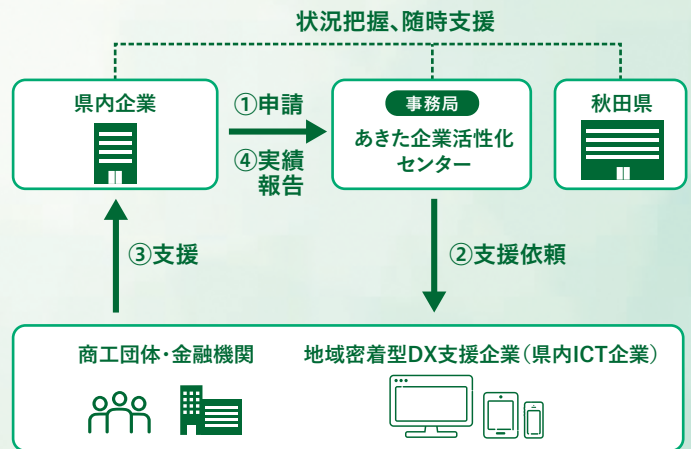 状況把握、随時支援
県内企業
①申請
④実績
報告
事務局
あきた企業活性化
センター
秋田県
③支援
②支援依頼
商工団体・金融機関
地域密着型DX支援企業（県内ICT企業）